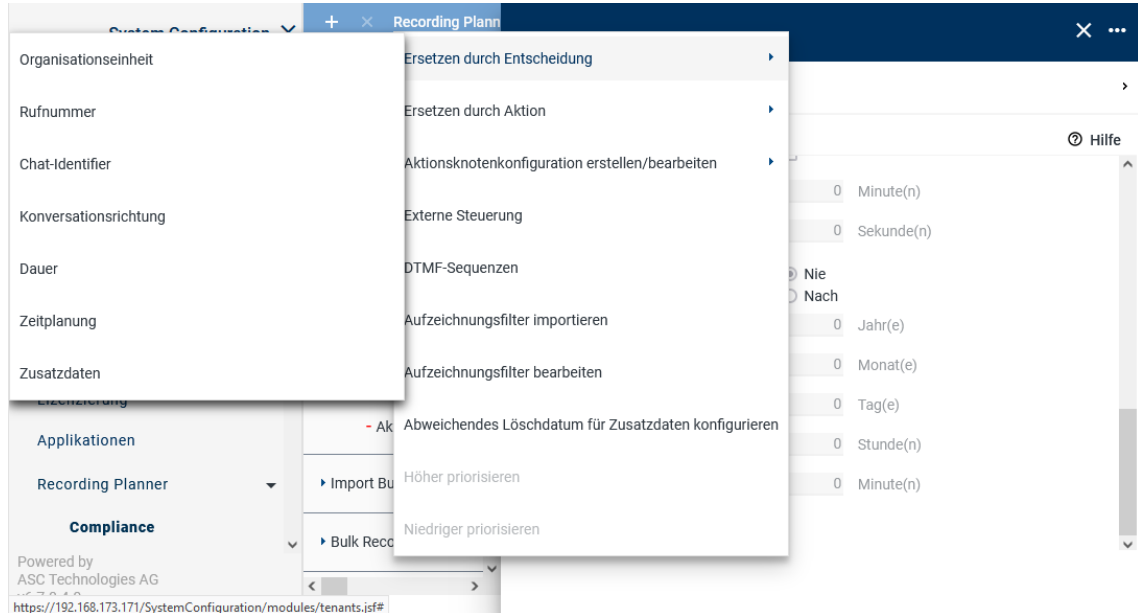 Recording Plann
Organisationseinheit
Rufnummer
Chat-Identifier
Konversationsrichtung
Dauer
Zeitplanung
Zusatzdaten
Ersetzen durch Entscheidung
Ersetzen durch Aktion
Aktionsknotenkonfiguration erstellen/bearbeiten
Externe Steuerung
DTMF-Sequenzen
Aufzeichnungsfilter importieren
Aufzeichnungsfilter bearbeiten
Abweichendes Löschdatum für Zusatzdaten konfigurieren
Höher priorisieren
Niedriger priorisieren
System Configuration
Lizenzierung
Applikationen
Recording Planner
Compliance
Powered by
ASC Technologies AG
https://192.168.173.171/SystemConfiguration/modules/tenants.jsf#
- Ak
Import Bu
Bulk Reco
Hilfe
0 Minute(n)
0 Sekunde(n)
Nie
Nach
0 Jahr(e)
0 Monat(e)
0 Tag(e)
0 Stunde(n)
0 Minute(n)